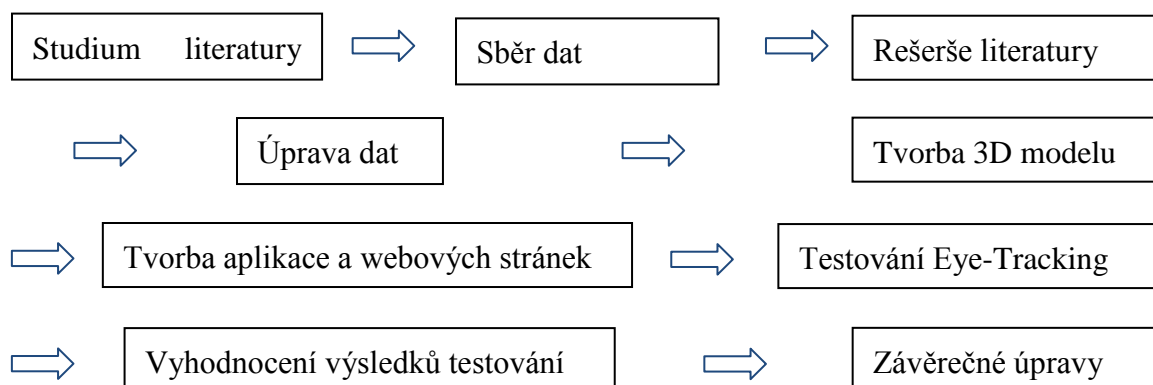 Studium literatury
Sběr dat
Rešerše literatury
Úprava dat
Tvorba 3D modelu
Tvorba aplikace a webových stránek
Testování Eye-Tracking
Vyhodnocení výsledků testování
Závěrečné úpravy